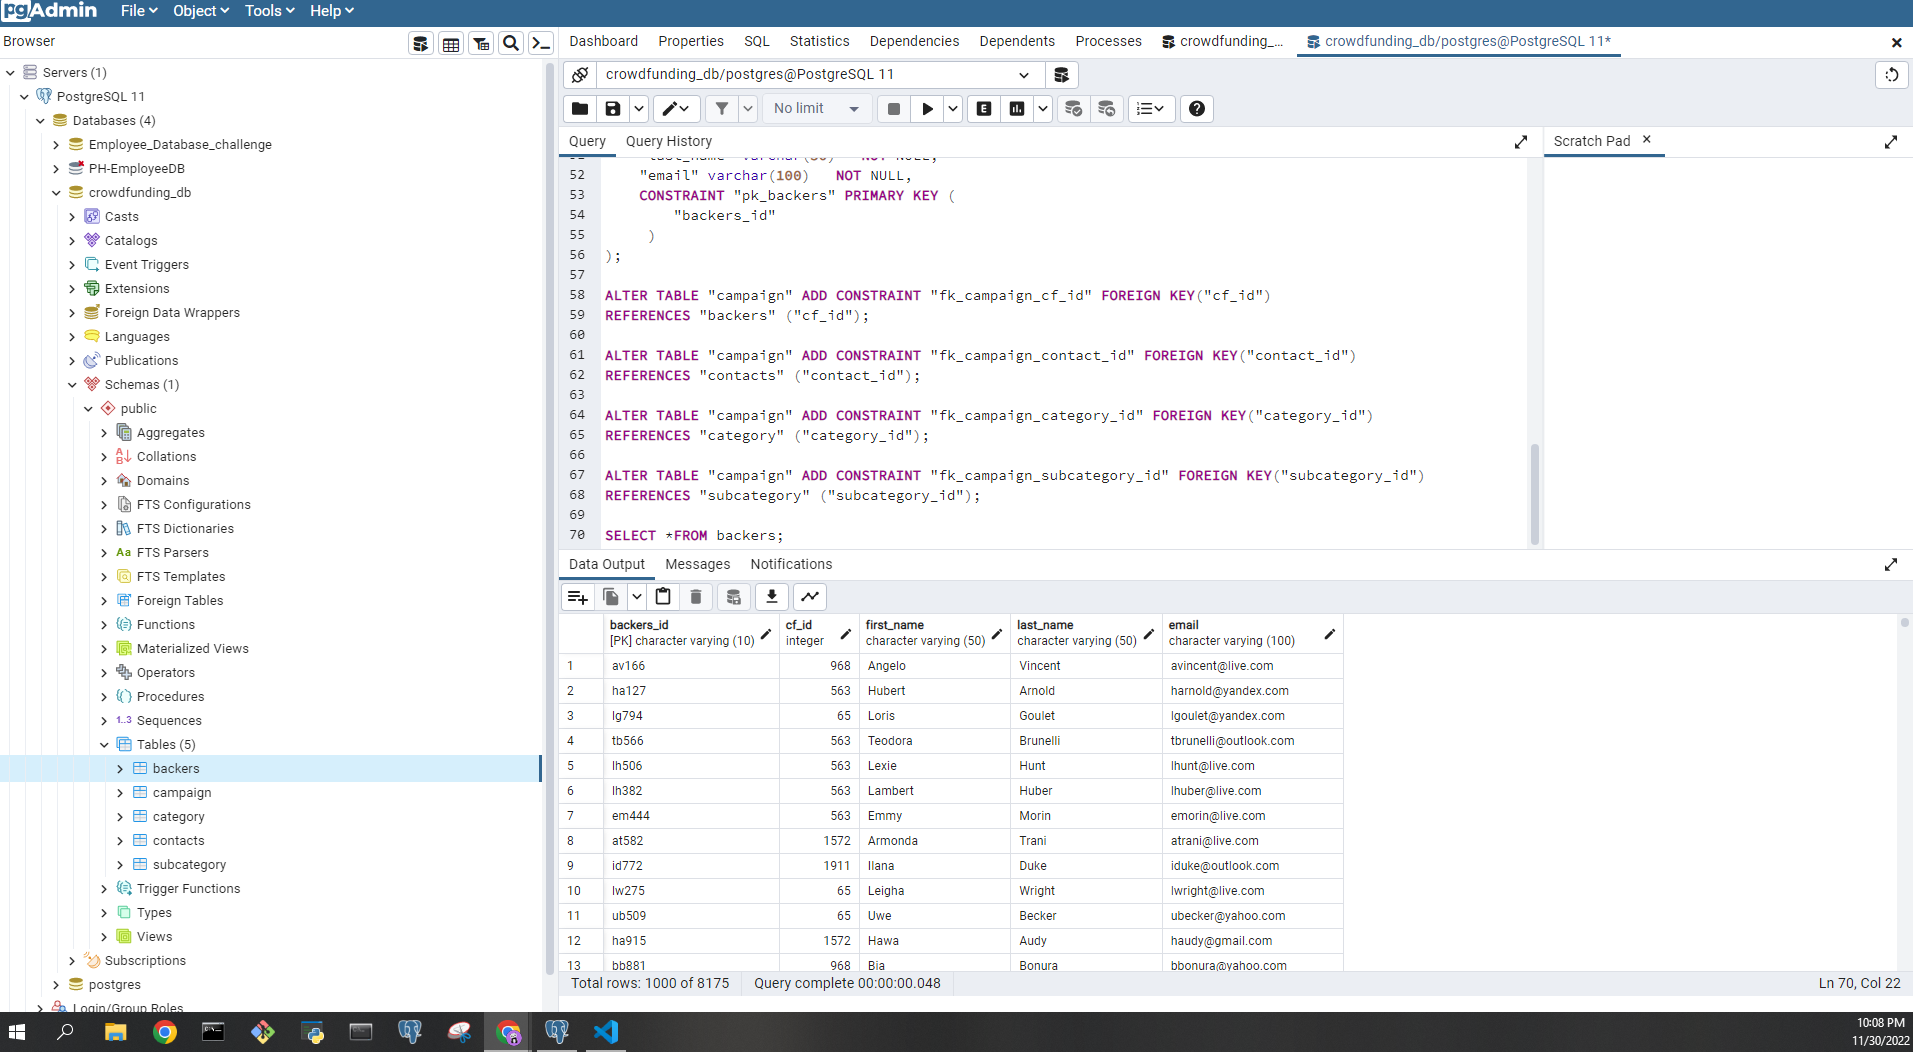 pgAdmin File Object Tools Help
Browser
Dashboard Properties SQL Statistics Dependencies Dependents Processes crowdfunding_... crowdfunding_db/postgres@PostgreSQL 11*
Servers (1)
PostgreSQL 11
Databases (4)
Employee_Database_challenge
PH-EmployeeDB
crowdfunding_db
Casts
Catalogs
Event Triggers
Extensions
Foreign Data Wrappers
Languages
Publications
Schemas (1)
public
Aggregates
Collations
Domains
FTS Configurations
FTS Dictionaries
Aa FTS Parsers
FTS Templates
Foreign Tables
Functions
Materialized Views
Operators
Procedures
1..3 Sequences
Tables (5)
backers
campaign
category
contacts
subcategory
Trigger Functions
Types
Views
Subscriptions
postgres
Login/Group Roles
crowdfunding_db/postgres@PostgreSQL 11
No limit
E
Query Query History
Scratch Pad
51 "last_name" varchar(50) NOT NULL,
52 "email" varchar(100) NOT NULL,
53 CONSTRAINT "pk_backers" PRIMARY KEY (
54 "backers_id"
55 )
56 );
57
58 ALTER TABLE "campaign" ADD CONSTRAINT "fk_campaign_cf_id" FOREIGN KEY("cf_id")
59 REFERENCES "backers" ("cf_id");
60
61 ALTER TABLE "campaign" ADD CONSTRAINT "fk_campaign_contact_id" FOREIGN KEY("contact_id")
62 REFERENCES "contacts" ("contact_id");
63
64 ALTER TABLE "campaign" ADD CONSTRAINT "fk_campaign_category_id" FOREIGN KEY("category_id")
65 REFERENCES "category" ("category_id");
66
67 ALTER TABLE "campaign" ADD CONSTRAINT "fk_campaign_subcategory_id" FOREIGN KEY("subcategory_id")
68 REFERENCES "subcategory" ("subcategory_id");
69
70 SELECT *FROM backers;
Data Output Messages Notifications
backers_id cf_id first_name last_name email
[PK] character varying (10) integer character varying (50) character varying (50) character varying (100)
1 av166 968 Angelo Vincent avincent@live.com
2 ha127 563 Hubert Arnold harnold@yandex.com
3 lg794 65 Loris Goulet lgoulet@yandex.com
4 tb566 563 Teodora Brunelli tbrunelli@outlook.com
5 lh506 563 Lexie Hunt lhunt@live.com
6 lh382 563 Lambert Huber lhuber@live.com
7 em444 563 Emmy Morin emorin@live.com
8 at582 1572 Armonda Trani atrani@live.com
9 id772 1911 Ilana Duke iduke@outlook.com
10 lw275 65 Leigha Wright lwright@live.com
11 ub509 65 Uwe Becker ubecker@yahoo.com
12 ha915 1572 Hawa Audy haudy@gmail.com
13 bb881 968 Bia Bonura bbonura@yahoo.com
Total rows: 1000 of 8175 Query complete 00:00:00.048 Ln 70, Col 22
10:08 PM
11/30/2022